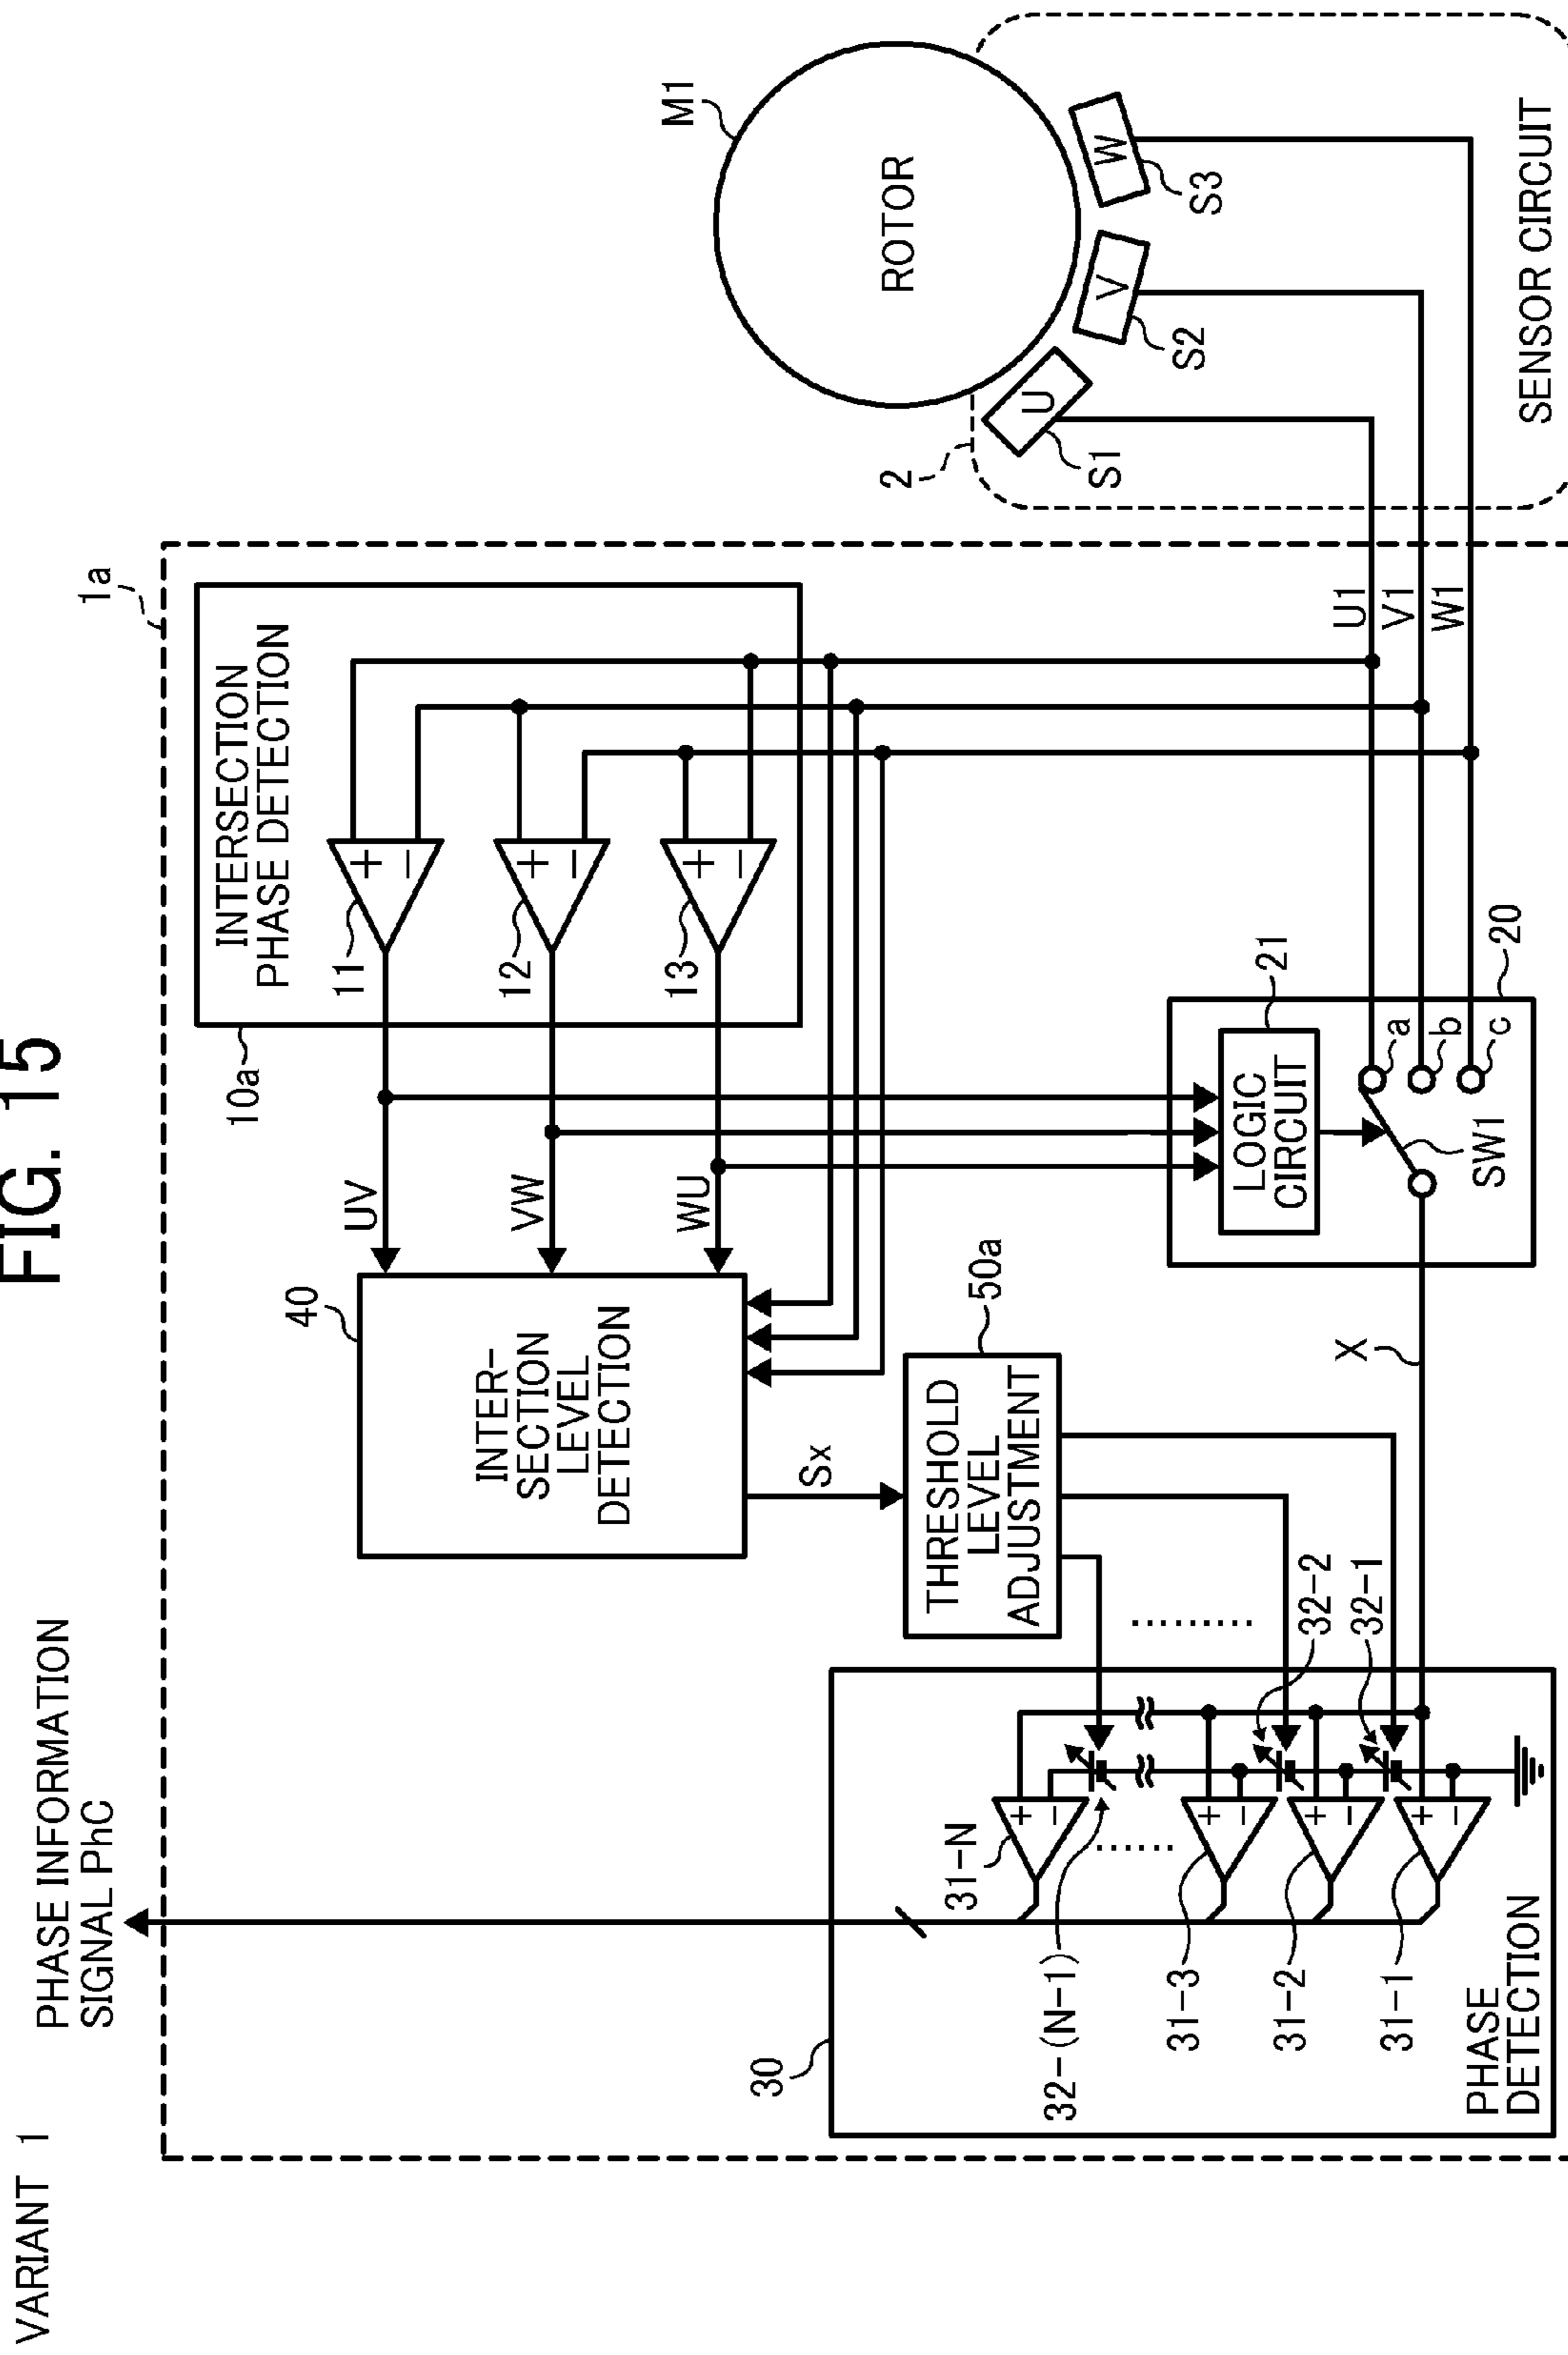 FIG. 15
VARIANT 1
PHASE INFORMATION
SIGNAL PhC
1a
10a
INTERSECTION
PHASE DETECTION
11
+
−
12
+
−
13
+
−
M1
ROTOR
2
U
S1
V
S2
W
S3
SENSOR CIRCUIT
U1
V1
W1
UV
VW
WU
40
INTER-
SECTION
LEVEL
DETECTION
Sx
50a
THRESHOLD
LEVEL
ADJUSTMENT
20
21
LOGIC
CIRCUIT
a
b
c
SW1
X
30
31-N
+
−
32-(N-1)
31-3
+
−
32-2
31-2
+
−
32-1
31-1
+
−
PHASE
DETECTION